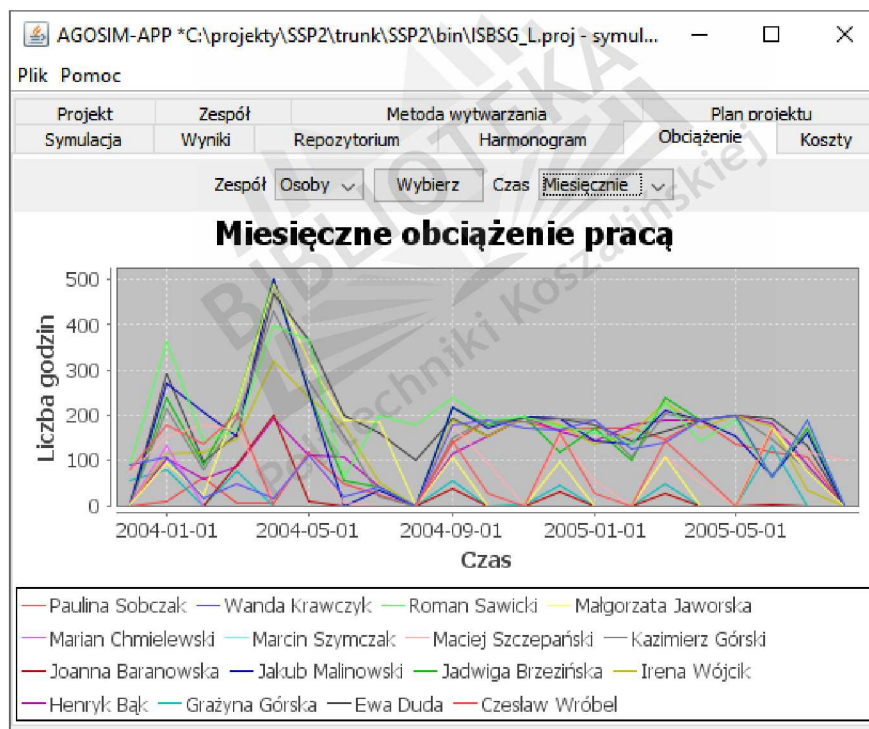 AGOSIM-APP *C:\projekty\SSP2\trunk\SSP2\bin\ISBSG_L.proj - symul...
Plik Pomoc
Projekt Zespół Metoda wytwarzania Plan projektu
Symulacja Wyniki Repozytorium Harmonogram Obciążenie Koszty
Zespół Osoby Wybierz Czas Miesięcznie
Miesięczne obciążenie pracą
Liczba godzin
500
400
300
200
100
0
2004-01-01 2004-05-01 2004-09-01 2005-01-01 2005-05-01
Czas
Paulina Sobczak Wanda Krawczyk Roman Sawicki Małgorzata Jaworska
Marian Chmielewski Marcin Szymczak Maciej Szczepański Kazimierz Górski
Joanna Baranowska Jakub Malinowski Jadwiga Brzezińska Irena Wójcik
Henryk Bąk Grażyna Górska Ewa Duda Czesław Wróbel
BIBLIOTEKA
Politechniki Koszalińskiej